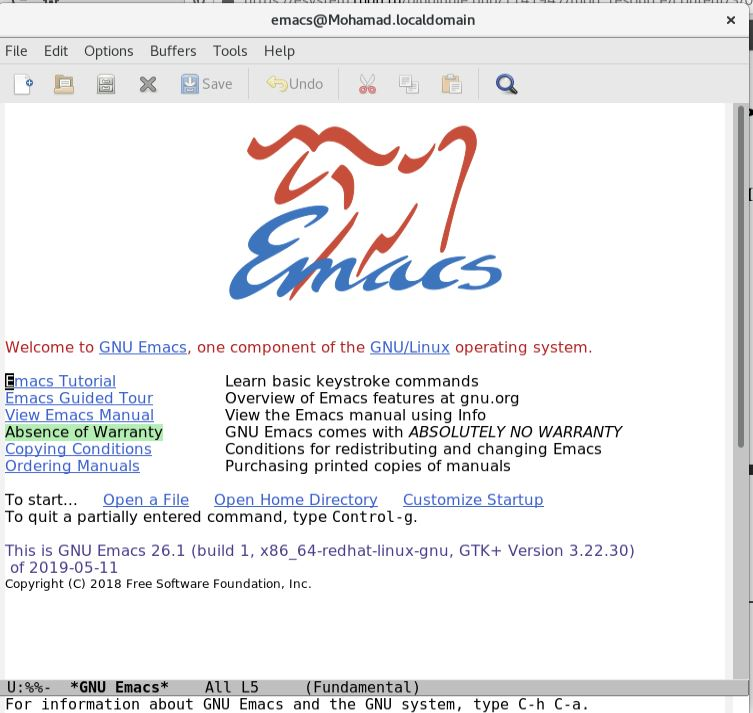 emacs@Mohamad.localdomain
File Edit Options Buffers Tools Help
Save Undo
Emacs
Welcome to GNU Emacs, one component of the GNU/Linux operating system.
Emacs Tutorial Learn basic keystroke commands
Emacs Guided Tour Overview of Emacs features at gnu.org
View Emacs Manual View the Emacs manual using Info
Absence of Warranty GNU Emacs comes with ABSOLUTELY NO WARRANTY
Copying Conditions Conditions for redistributing and changing Emacs
Ordering Manuals Purchasing printed copies of manuals
To start... Open a File Open Home Directory Customize Startup
To quit a partially entered command, type Control-g.
This is GNU Emacs 26.1 (build 1, x86_64-redhat-linux-gnu, GTK+ Version 3.22.30)
of 2019-05-11
Copyright (C) 2018 Free Software Foundation, Inc.
U:%%- *GNU Emacs* All L5 (Fundamental)
For information about GNU Emacs and the GNU system, type C-h C-a.